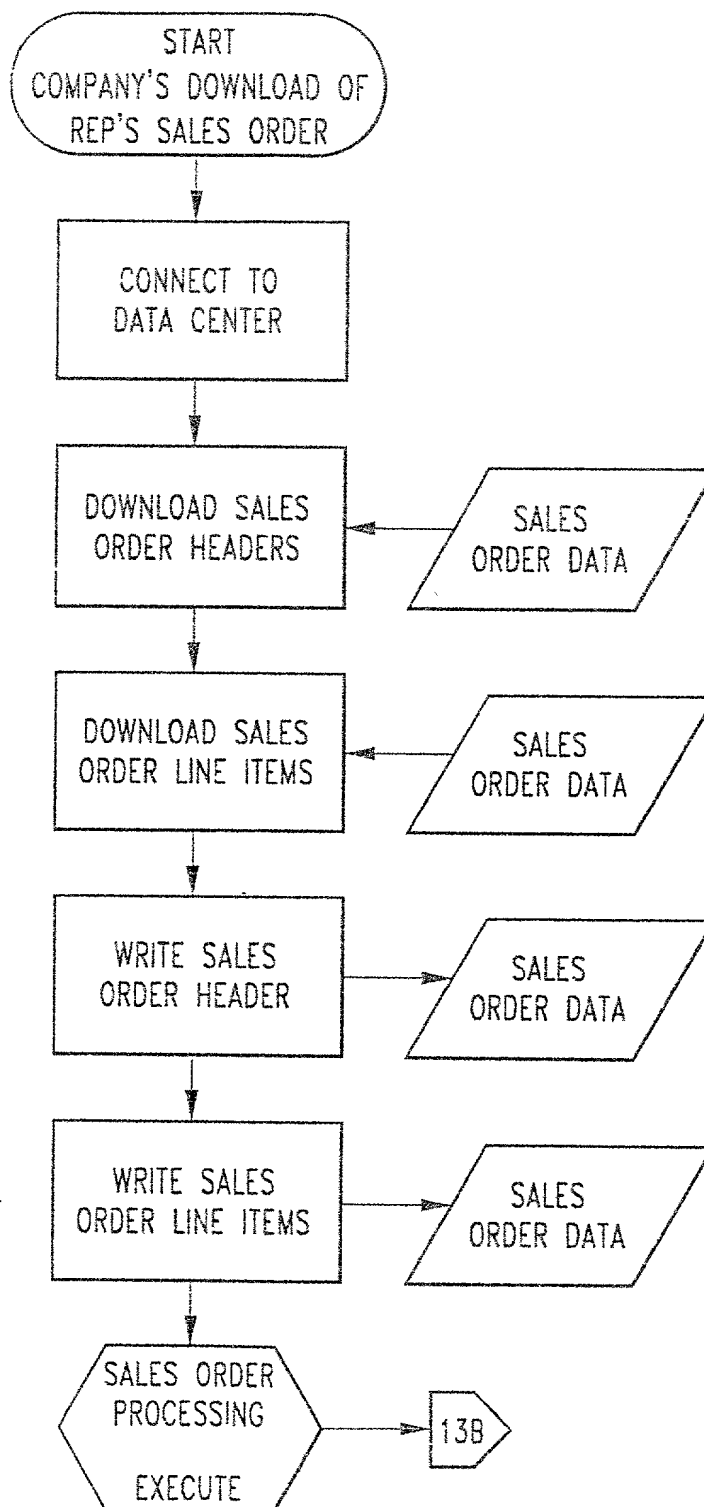 START
COMPANY'S DOWNLOAD OF
REP'S SALES ORDER
CONNECT TO
DATA CENTER
DOWNLOAD SALES
ORDER HEADERS
SALES
ORDER DATA
DOWNLOAD SALES
ORDER LINE ITEMS
SALES
ORDER DATA
WRITE SALES
ORDER HEADER
SALES
ORDER DATA
WRITE SALES
ORDER LINE ITEMS
SALES
ORDER DATA
SALES ORDER
PROCESSING
EXECUTE
13B